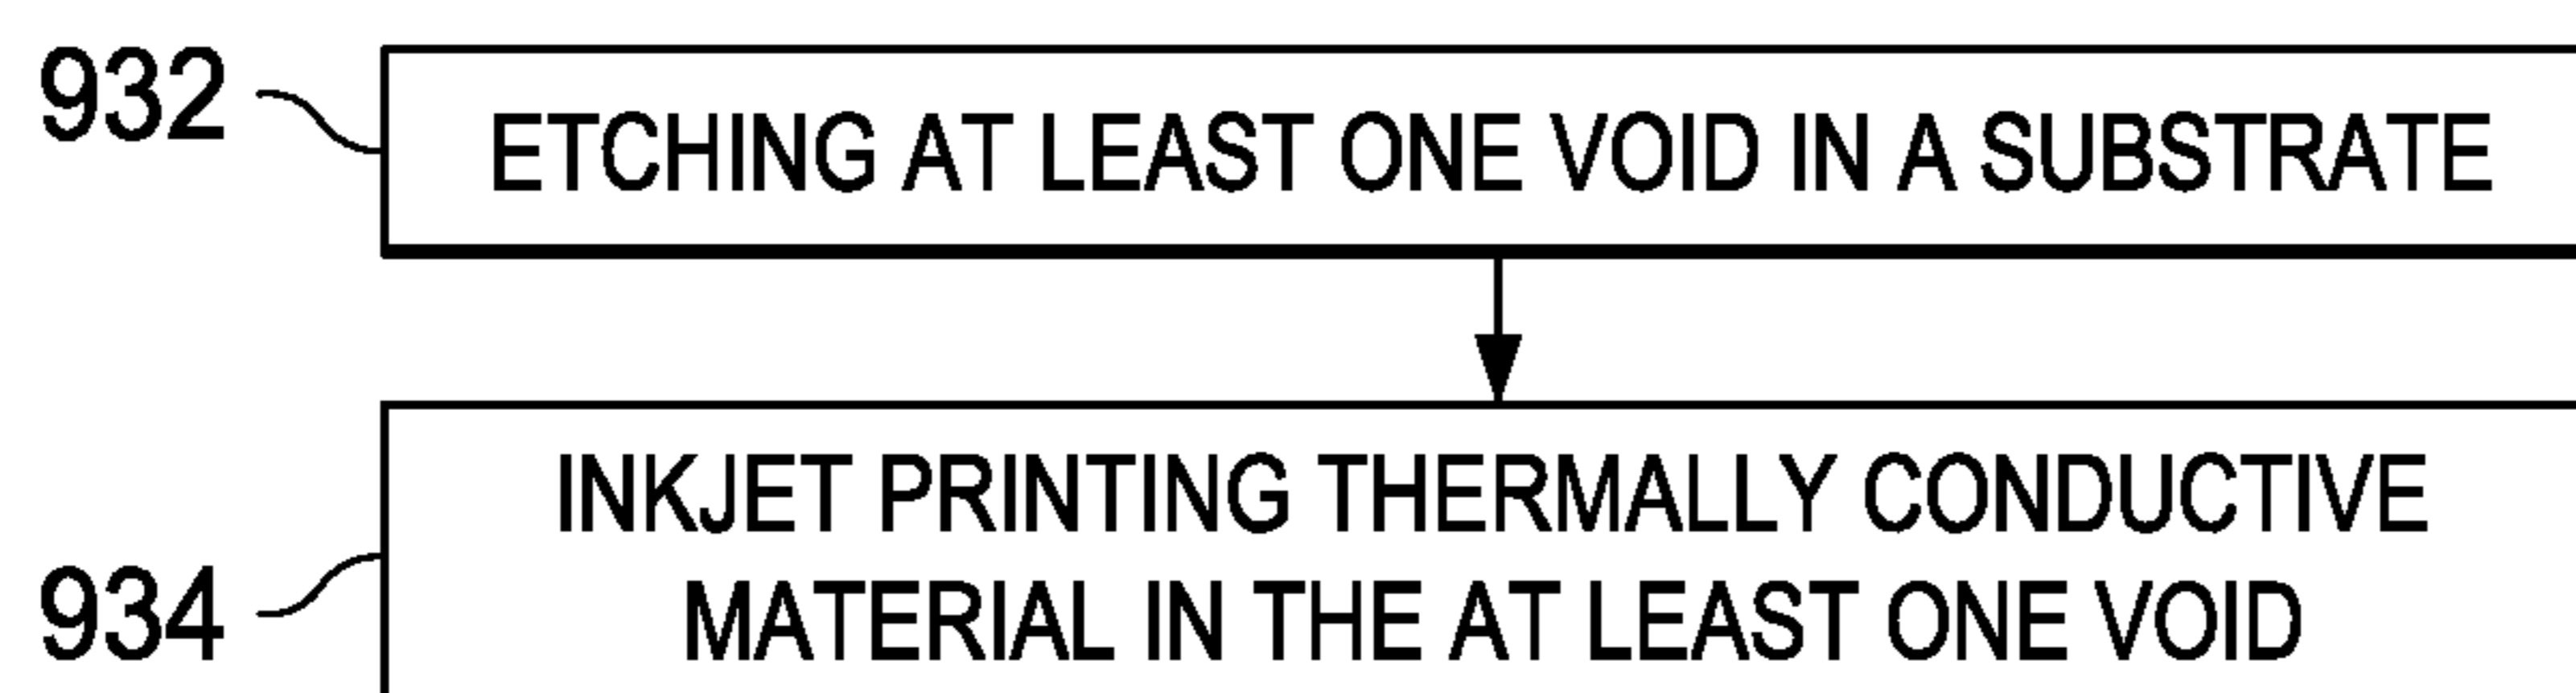 932
ETCHING AT LEAST ONE VOID IN A SUBSTRATE
INKJET PRINTING THERMALLY CONDUCTIVE
934
MATERIAL IN THE AT LEAST ONE VOID